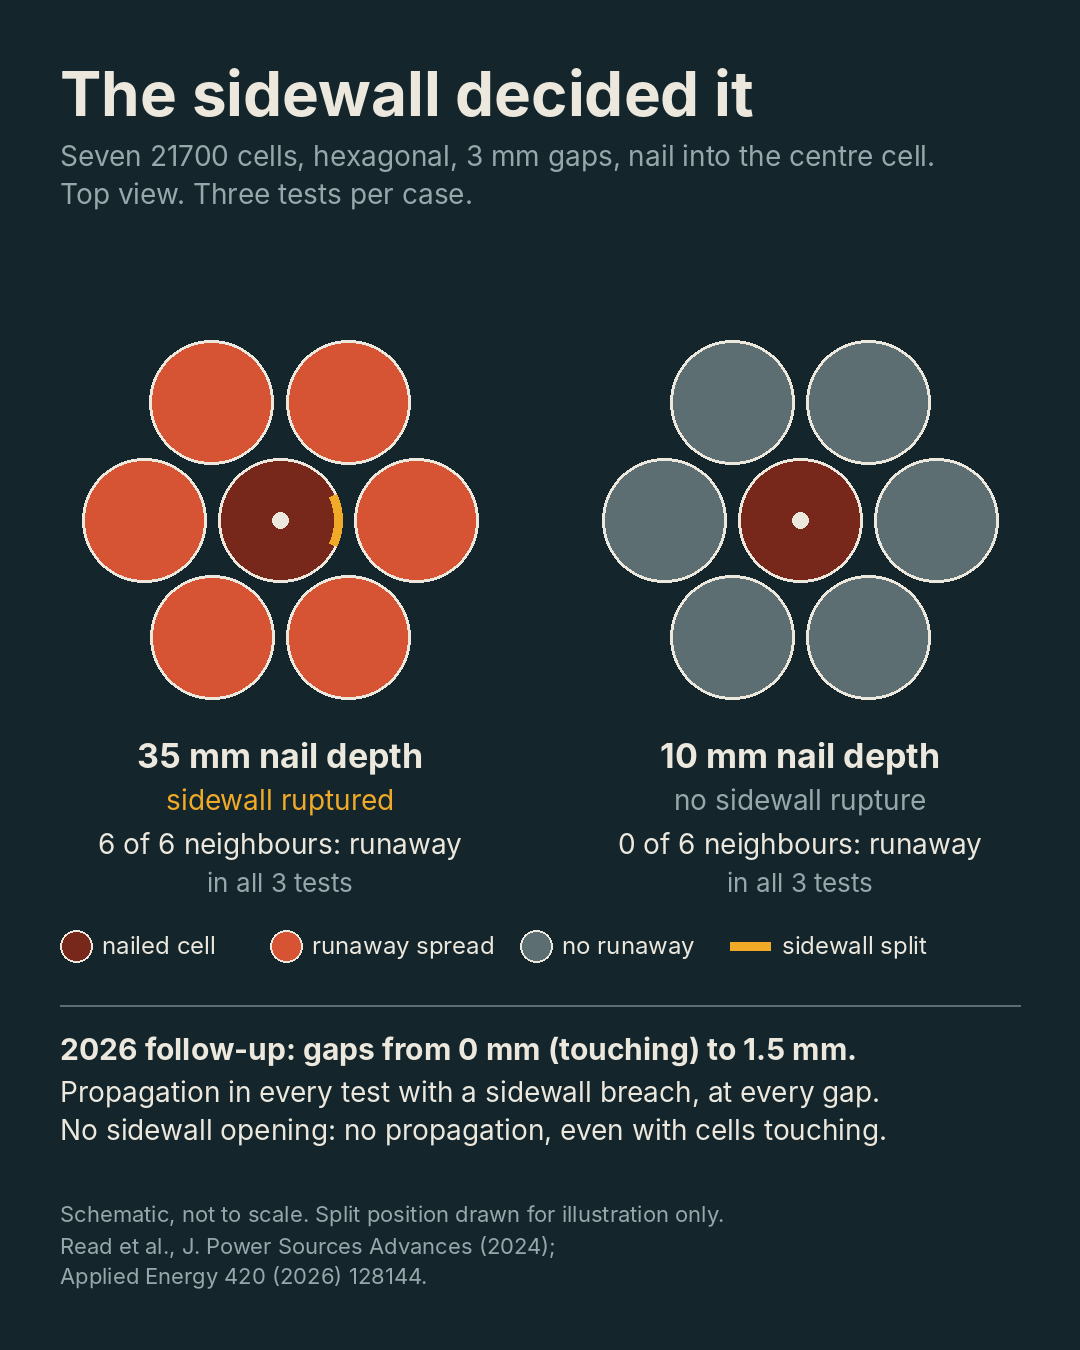 The sidewall decided it
Seven 21700 cells, hexagonal, 3 mm gaps, nail into the centre cell.
Top view. Three tests per case.
35 mm nail depth
sidewall ruptured
6 of 6 neighbours: runaway
in all 3 tests
10 mm nail depth
no sidewall rupture
0 of 6 neighbours: runaway
in all 3 tests
nailed cell
runaway spread
no runaway
sidewall split
2026 follow-up: gaps from 0 mm (touching) to 1.5 mm.
Propagation in every test with a sidewall breach, at every gap.
No sidewall opening: no propagation, even with cells touching.
Schematic, not to scale. Split position drawn for illustration only.
Read et al., J. Power Sources Advances (2024);
Applied Energy 420 (2026) 128144.